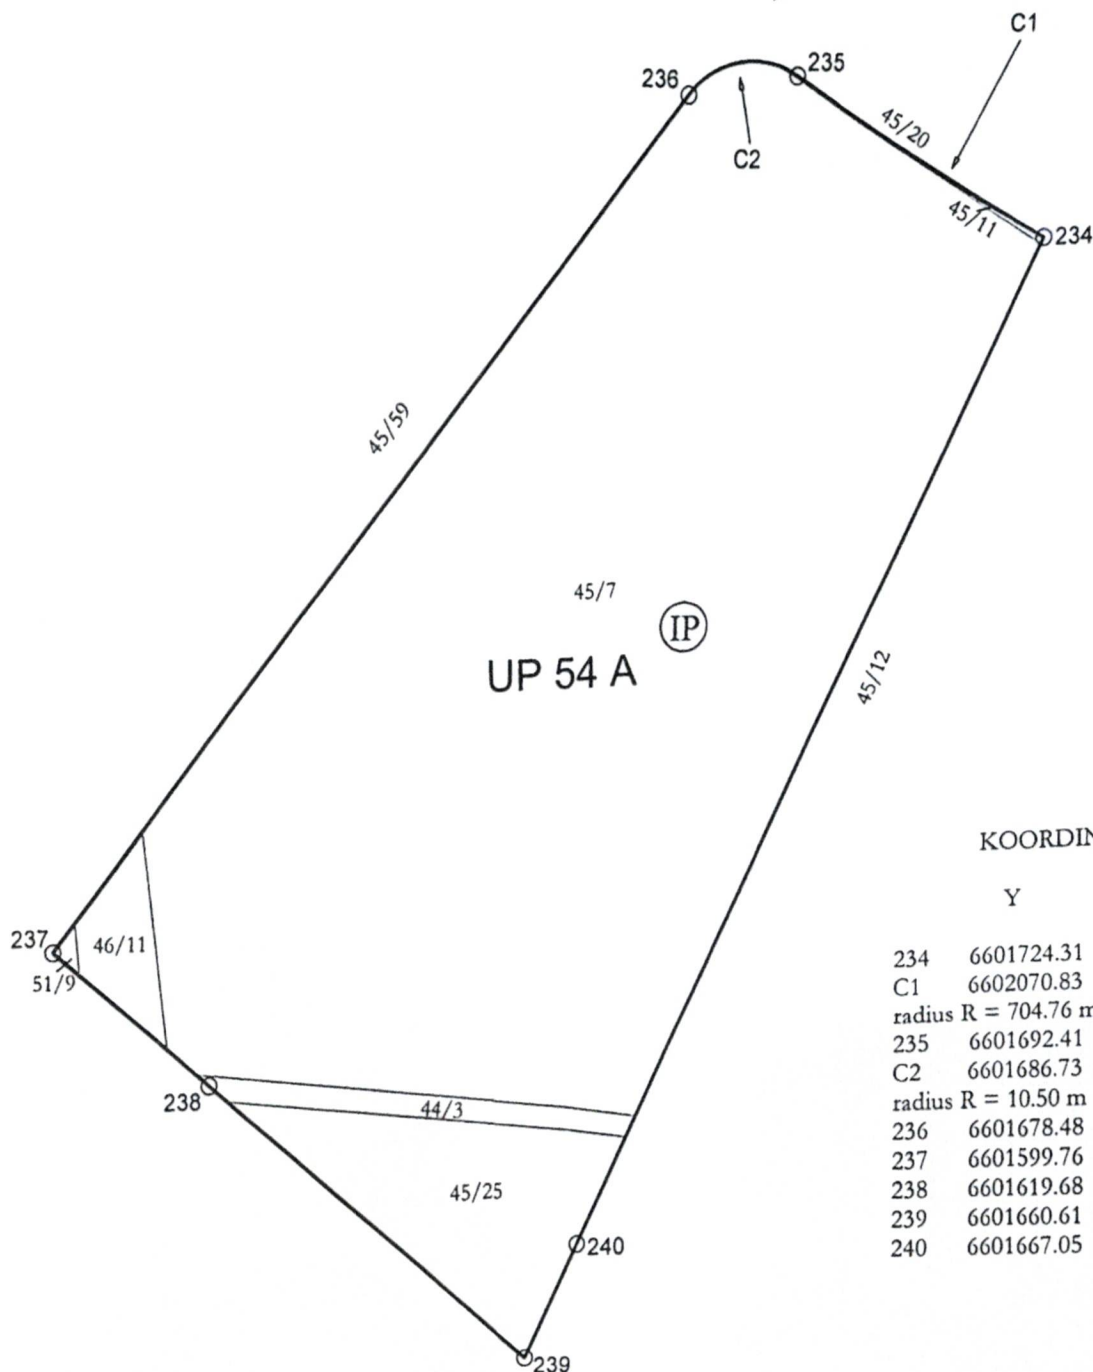 C1
236
235
45/20
C2
45/11
234
45/59
45/7
IP
UP 54 A
45/12
237
46/11
51/9
238
44/3
45/25
240
239
KOORDIN
Y
234 6601724.31
C1 6602070.83
radius R = 704.76 m
235 6601692.41
C2 6601686.73
radius R = 10.50 m
236 6601678.48
237 6601599.76
238 6601619.68
239 6601660.61
240 6601667.05